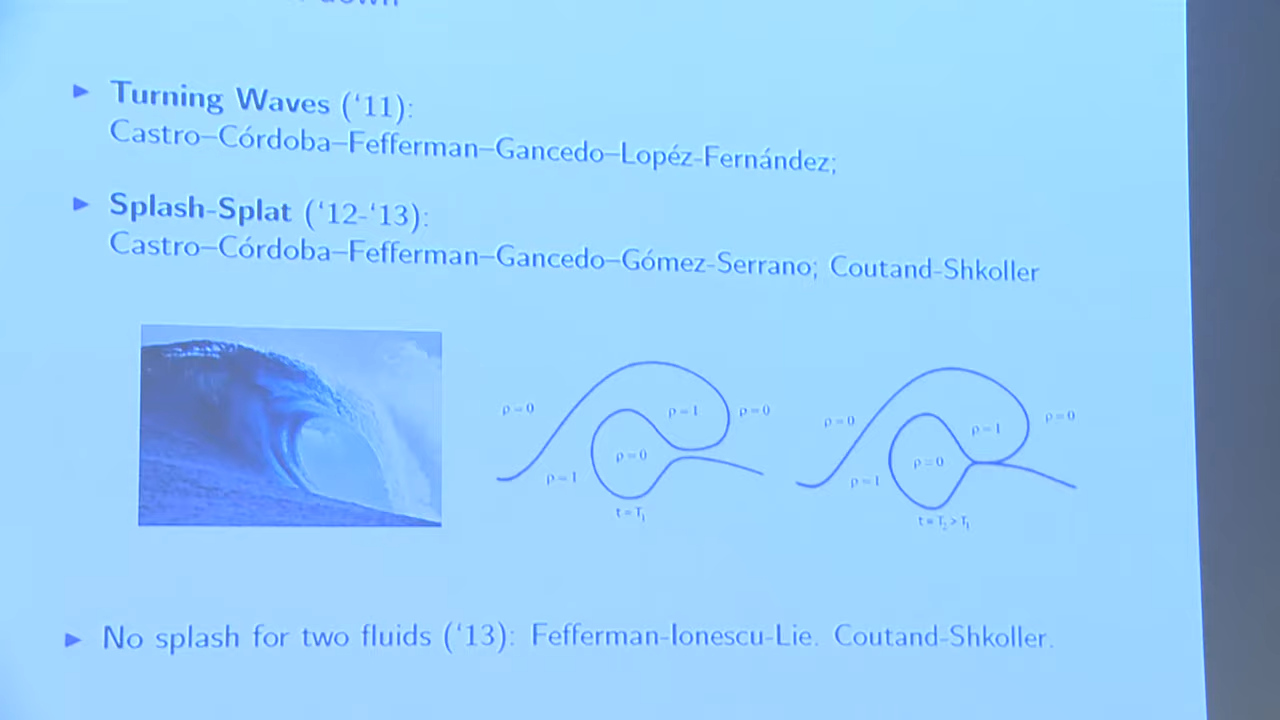 down
▶ Turning Waves ('11):
Castro–Córdoba–Fefferman–Gancedo–Lopéz-Fernández;
▶ Splash-Splat ('12-'13):
Castro–Córdoba–Fefferman–Gancedo–Gómez-Serrano; Coutand-Shkoller
ρ=0
ρ=1
ρ=0
ρ=0
ρ=1
t=T₁
ρ=0
ρ=1
ρ=0
ρ=0
ρ=1
t=T₂>T₁
▶ No splash for two fluids ('13): Fefferman-Ionescu-Lie. Coutand-Shkoller.